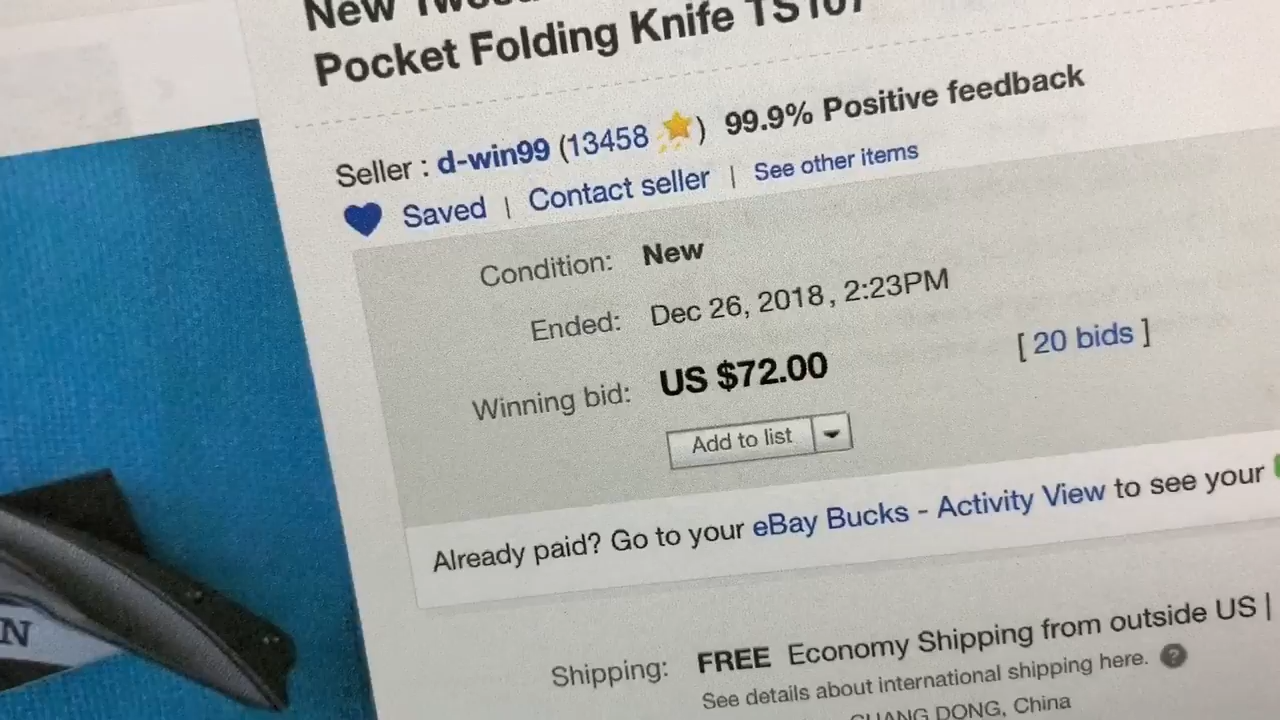 New
Pocket Folding Knife TS107
Seller : d-win99 (13458 ) 99.9% Positive feedback
Saved | Contact seller | See other items
Condition: New
Ended: Dec 26, 2018 , 2:23PM
Winning bid: US $72.00 [ 20 bids ]
Add to list
Already paid? Go to your eBay Bucks - Activity View to see your
Shipping: FREE Economy Shipping from outside US |
See details about international shipping here. ?
DONG, China
N